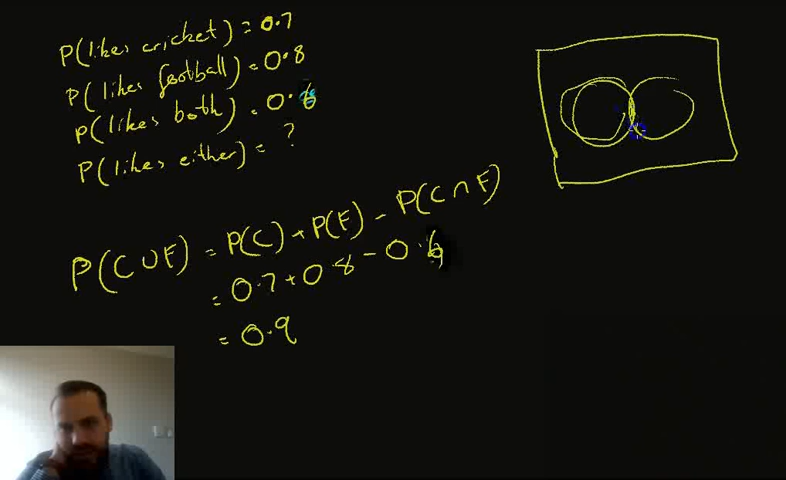 P(likes cricket) = 0.7
P(likes football) = 0.8
P(likes both) = 0.6
P(likes either) = ?
P(C ∪ F) = P(C) + P(F) - P(C ∩ F)
= 0.7 + 0.8 - 0.6
= 0.9